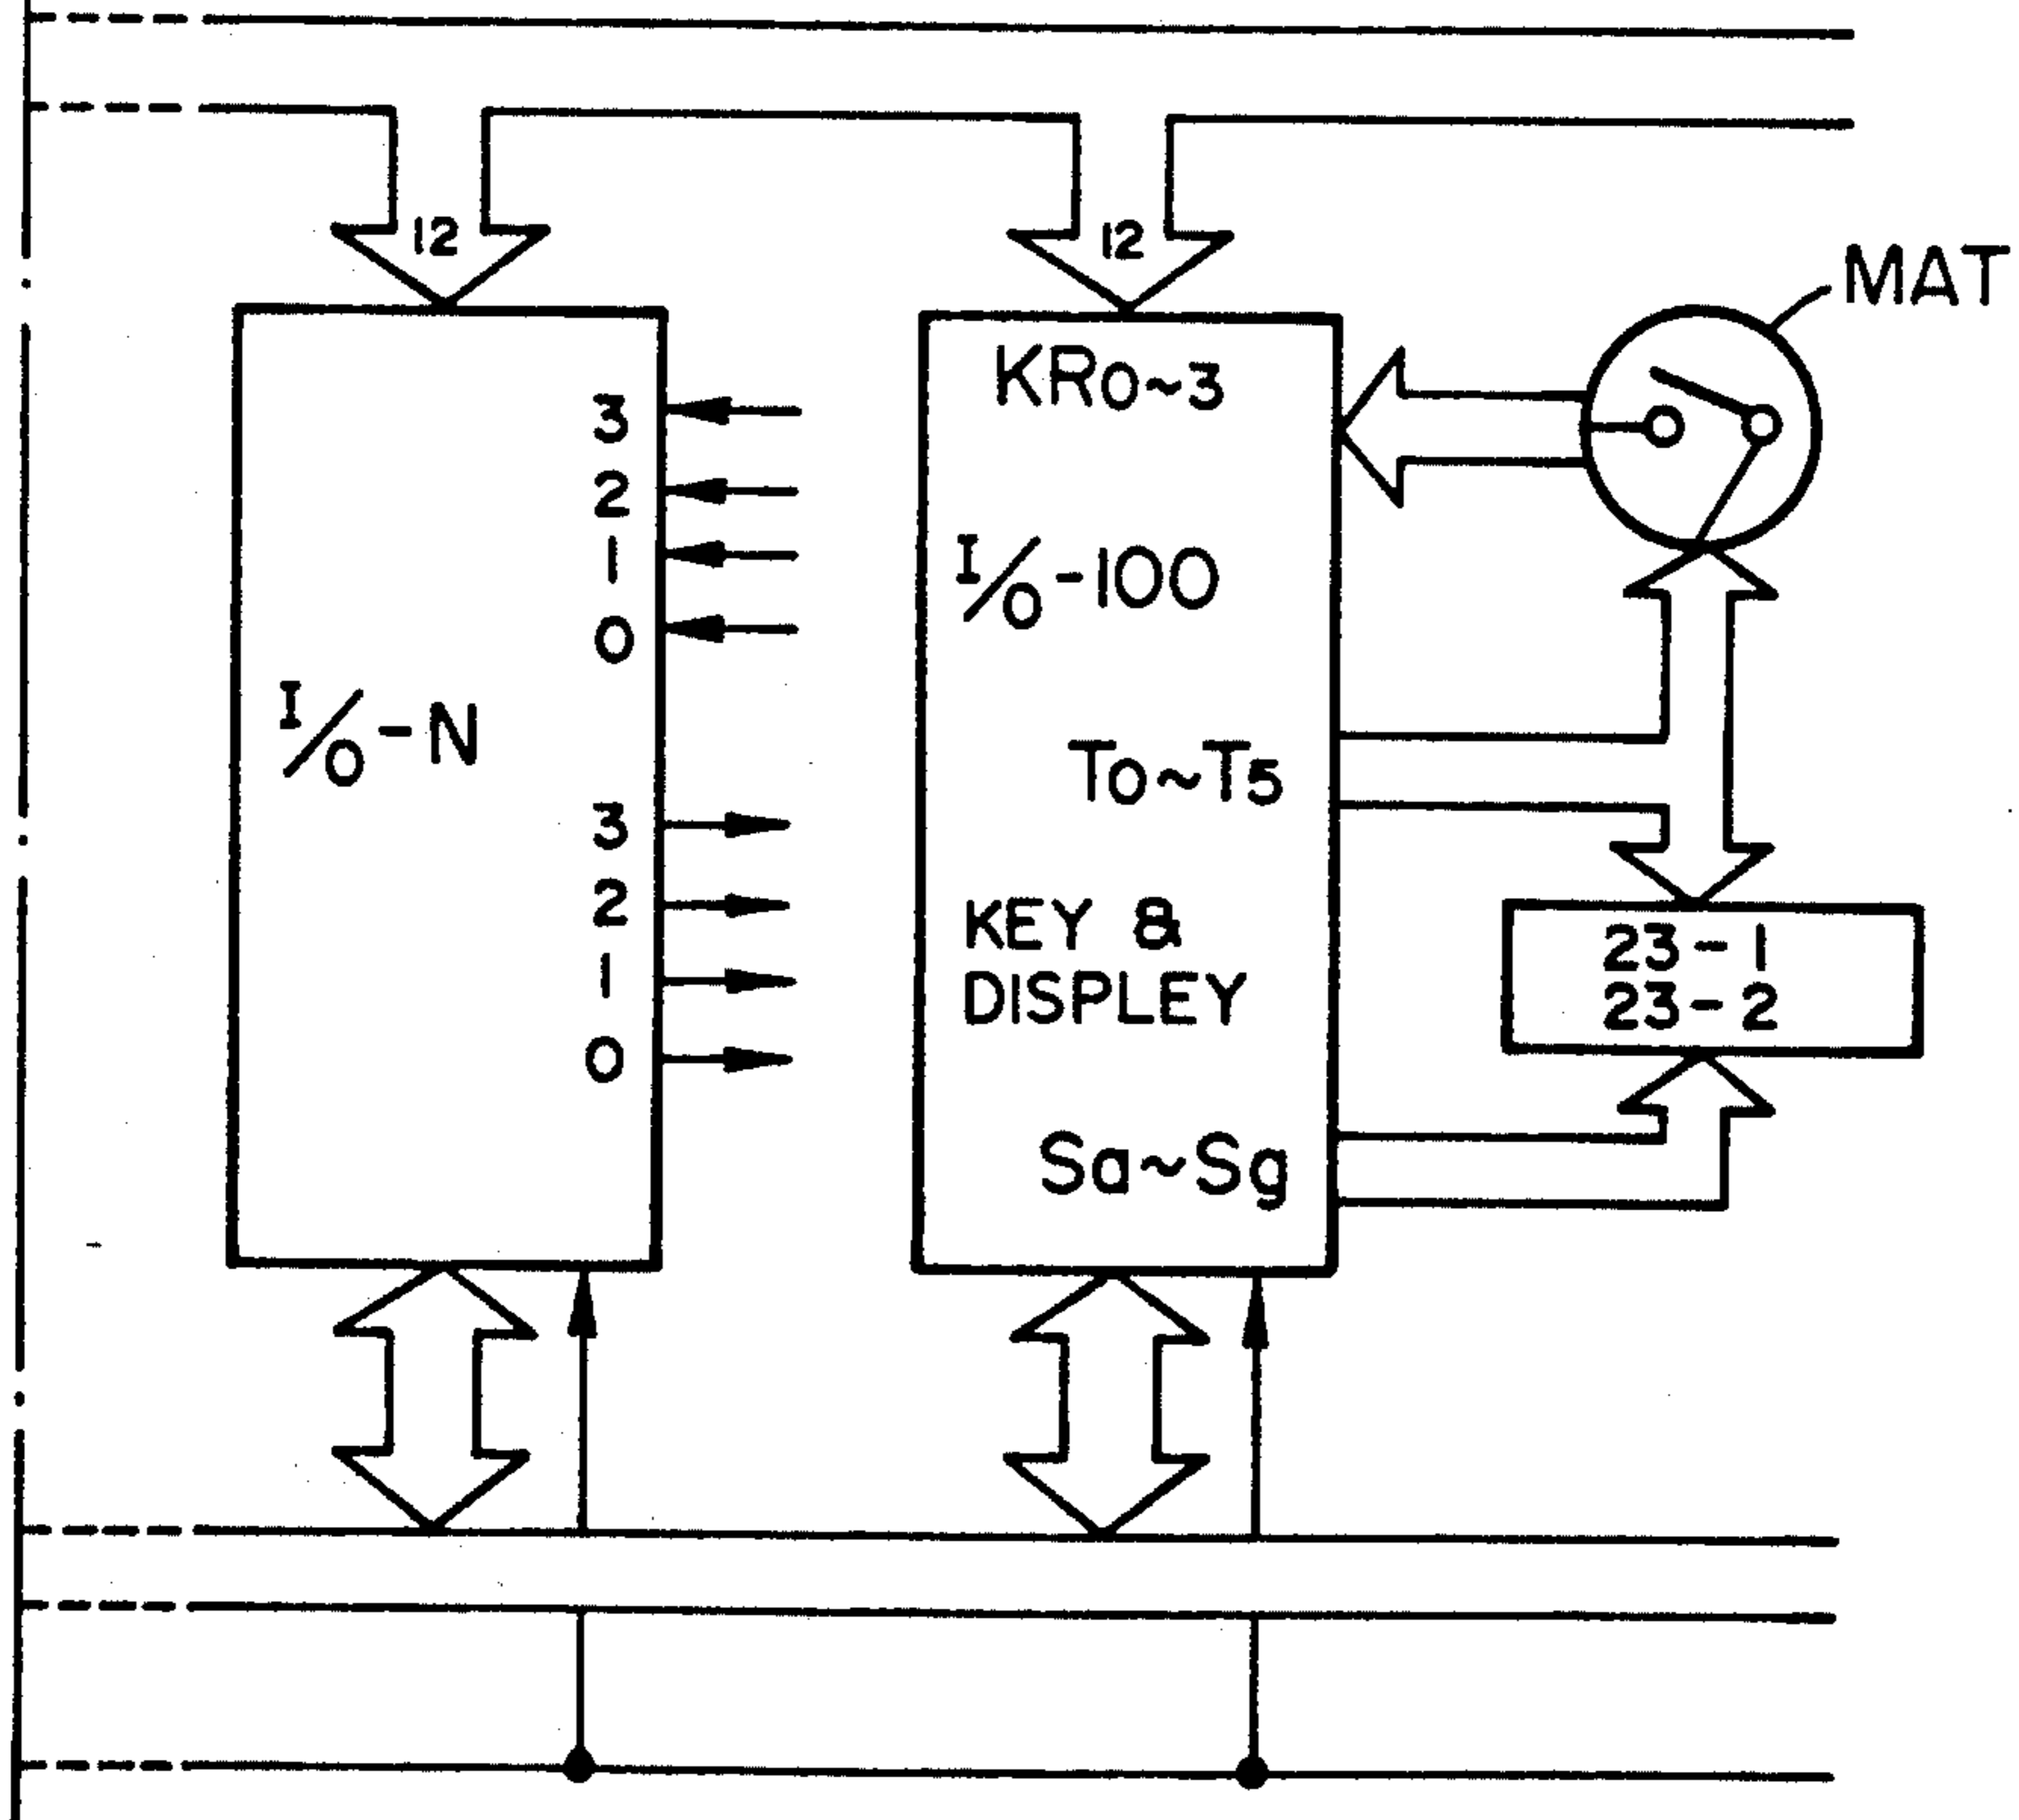 12
12
MAT
3
2
1
0
I/O-N
3
2
1
0
KR0~3
I/O-100
T0~T5
KEY &
DISPLEY
Sa~Sg
23-1
23-2